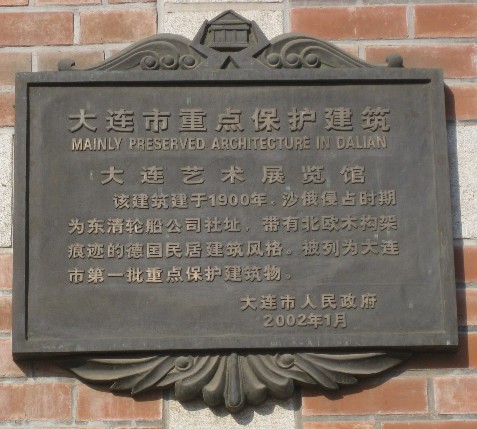 大连市重点保护建筑
MAINLY PRESERVED ARCHITECTURE IN DALIAN
大连艺术展览馆
该建筑建于1900年，沙俄侵占时期
为东清轮船公司社址，带有北欧木构架
痕迹的德国民居建筑风格。被列为大连
市第一批重点保护建筑物。
大连市人民政府
2002年1月